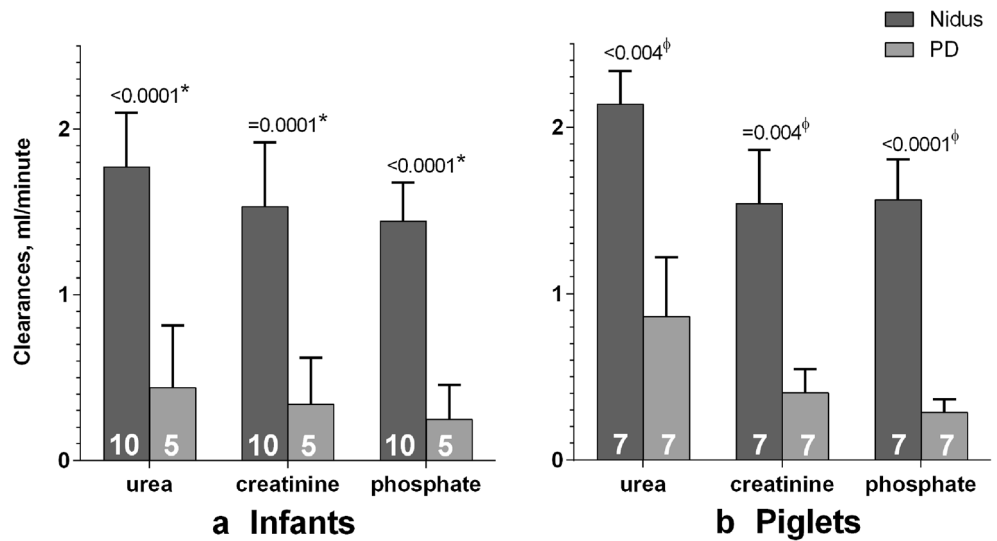 Nidus
PD
Clearances, ml/minute
2
1
0
<0.0001*
=0.0001*
<0.0001*
10 5 10 5 10 5
urea creatinine phosphate
a Infants
2
1
0
<0.004ϕ
=0.004ϕ
<0.0001ϕ
7 7 7 7 7 7
urea creatinine phosphate
b Piglets